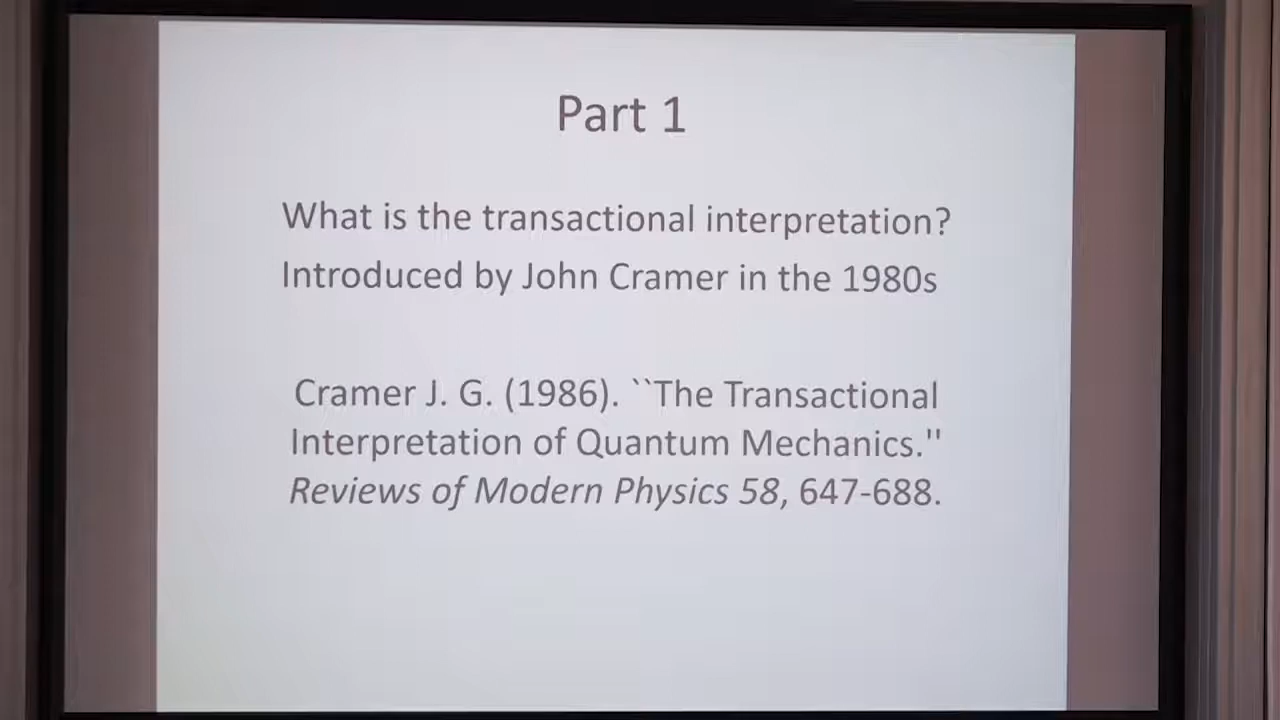 Part 1
What is the transactional interpretation?
Introduced by John Cramer in the 1980s
Cramer J. G. (1986). ``The Transactional
Interpretation of Quantum Mechanics.''
Reviews of Modern Physics 58, 647-688.